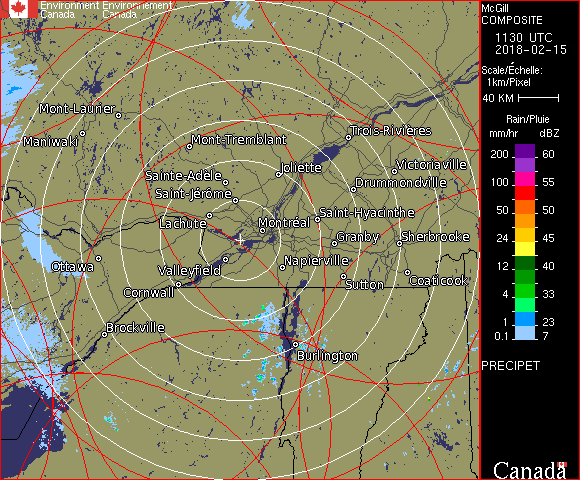 Environment Environnement
Canada Canada
McGill
COMPOSITE
1130 UTC
2018-02-15
Scale/Échelle:
1km/Pixel
40 KM
Rain/Pluie
mm/hr dBZ
200 60
100 55
50 50
24 45
12 40
4 33
1 23
0.1 7
PRECIPET
Canada
Mont-Laurier
Maniwaki
Mont-Tremblant
Trois-Rivières
Joliette
Victoriaville
Sainte-Adèle
Drummondville
Saint-Jérôme
Lachute
Montréal
Saint-Hyacinthe
Granby
Sherbrooke
Ottawa
Valleyfield
Napierville
Cornwall
Sutton
Coaticook
Brockville
Burlington